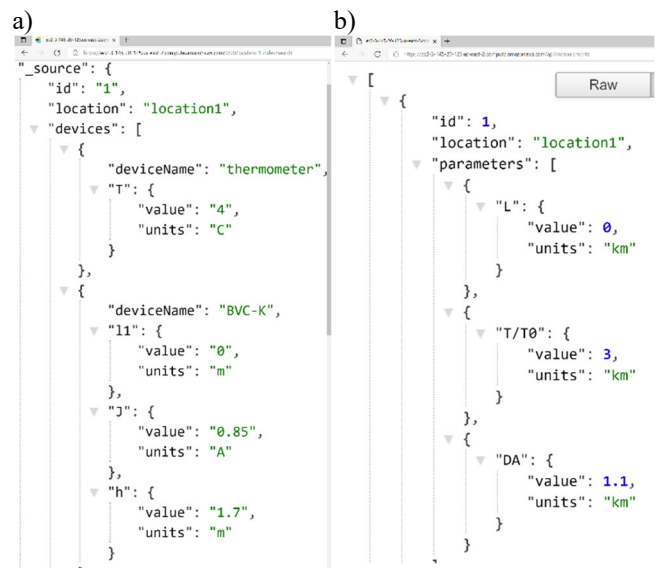 a)
"_source": {
"id": "1",
"location": "location1",
"devices": [
{
"deviceName": "thermometer",
"T": {
"value": "4",
"units": "C"
}
},
{
"deviceName": "BVC-K",
"l1": {
"value": "0",
"units": "m"
},
"J": {
"value": "0.85",
"units": "A"
},
"h": {
"value": "1.7",
"units": "m"
}
b)
Raw
[
{
"id": 1,
"location": "location1",
"parameters": [
{
"L": {
"value": 0,
"units": "km"
}
},
{
"T/T0": {
"value": 3,
"units": "km"
}
},
{
"DA": {
"value": 1.1,
"units": "km"
}
}